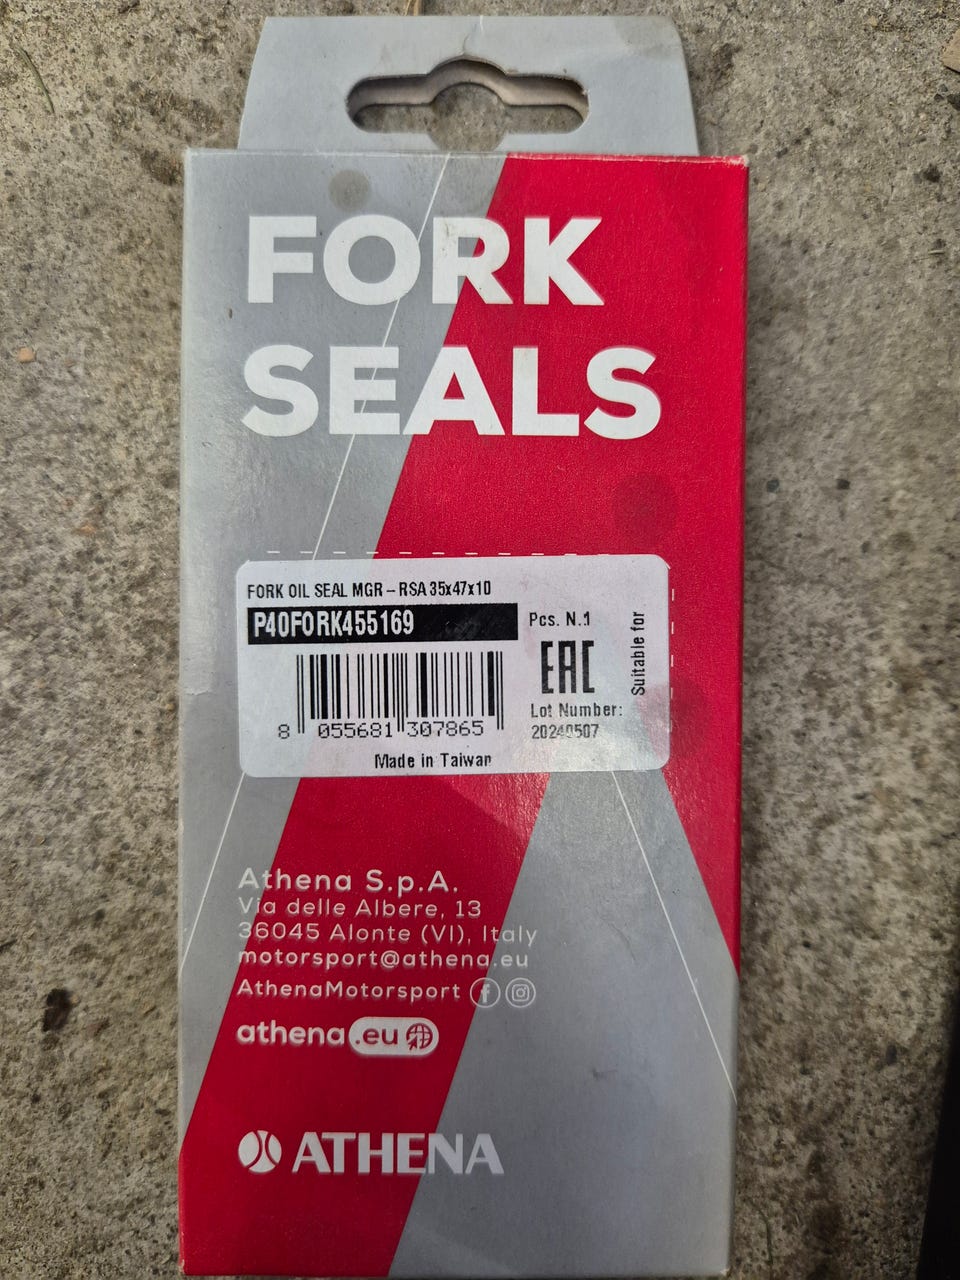 FORK
SEALS
FORK OIL SEAL MGR – RSA 35x47x10
P40FORK455169
Pcs. N.1
EAC
Suitable for
Lot Number:
20240507
8 055681 307865
Made in Taiwan
Athena S.p.A.
Via delle Albere, 13
36045 Alonte (VI), Italy
motorsport@athena.eu
AthenaMotorsport
athena.eu
ATHENA